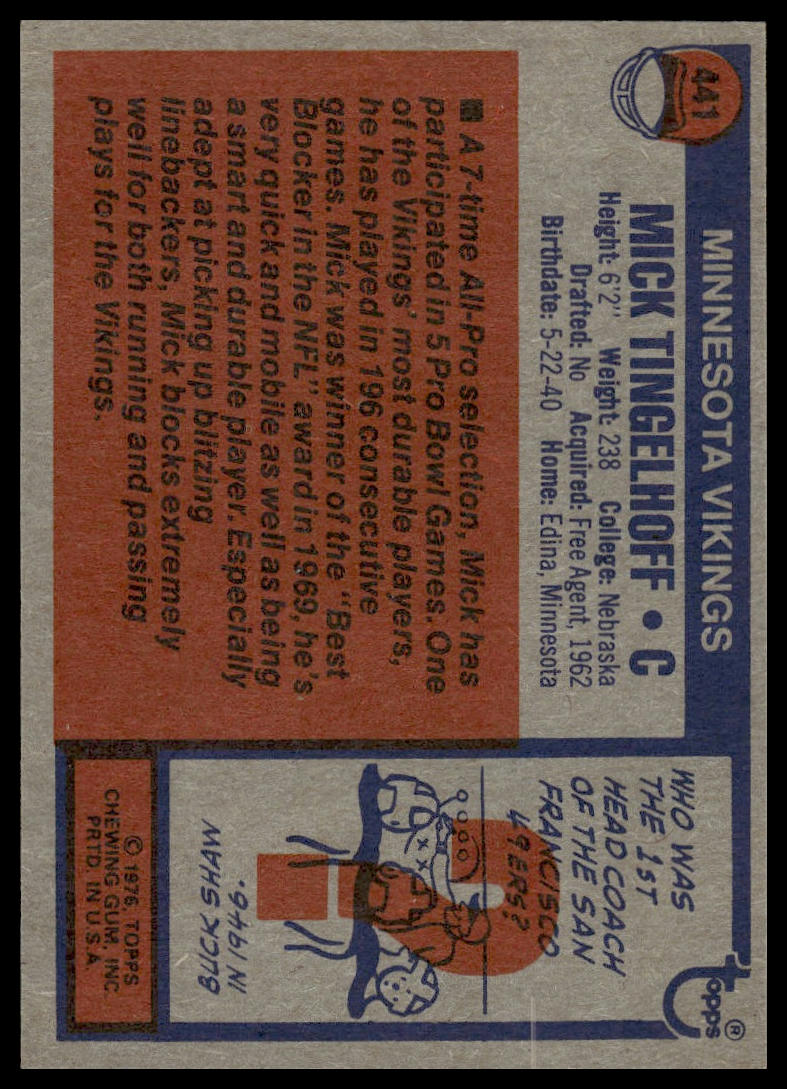 441
MINNESOTA VIKINGS
MICK TINGELHOFF • C
Height: 6'2" Weight: 238 College: Nebraska
Drafted: No Acquired: Free Agent, 1962
Birthdate: 5-22-40 Home: Edina, Minnesota
■ A 7-time All-Pro selection, Mick has
participated in 5 Pro Bowl Games. One
of the Vikings' most durable players,
he has played in 196 consecutive
games. Mick was winner of the "Best
Blocker in the NFL" award in 1969, he's
very quick and mobile as well as being
a smart and durable player. Especially
adept at picking up blitzing
linebackers, Mick blocks extremely
well for both running and passing
plays for the Vikings.
topps®
WHO WAS
THE 1ST
HEAD COACH
OF THE SAN
FRANCISCO
49ERS?
BUCK SHAW
IN 1946.
© 1976, TOPPS
CHEWING GUM, INC.
PRTD. IN U.S.A.